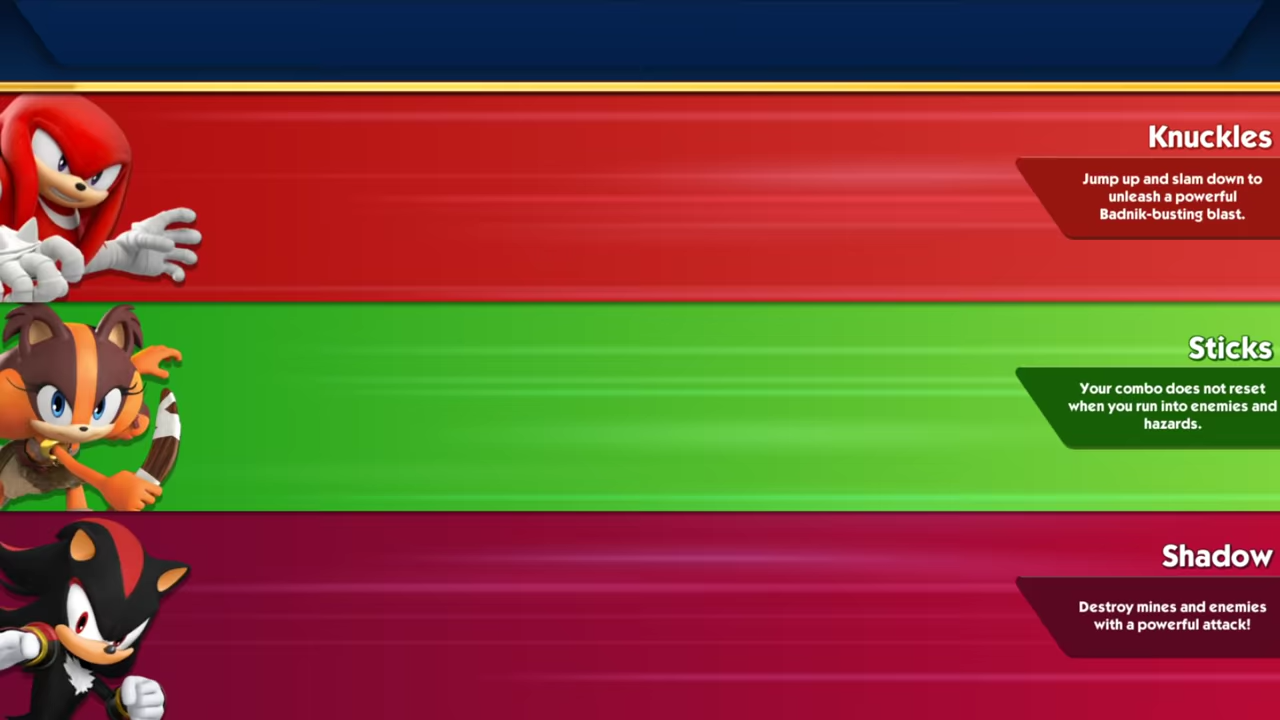 Knuckles
Jump up and slam down to
unleash a powerful
Badnik-busting blast.
Sticks
Your combo does not reset
when you run into enemies and
hazards.
Shadow
Destroy mines and enemies
with a powerful attack!